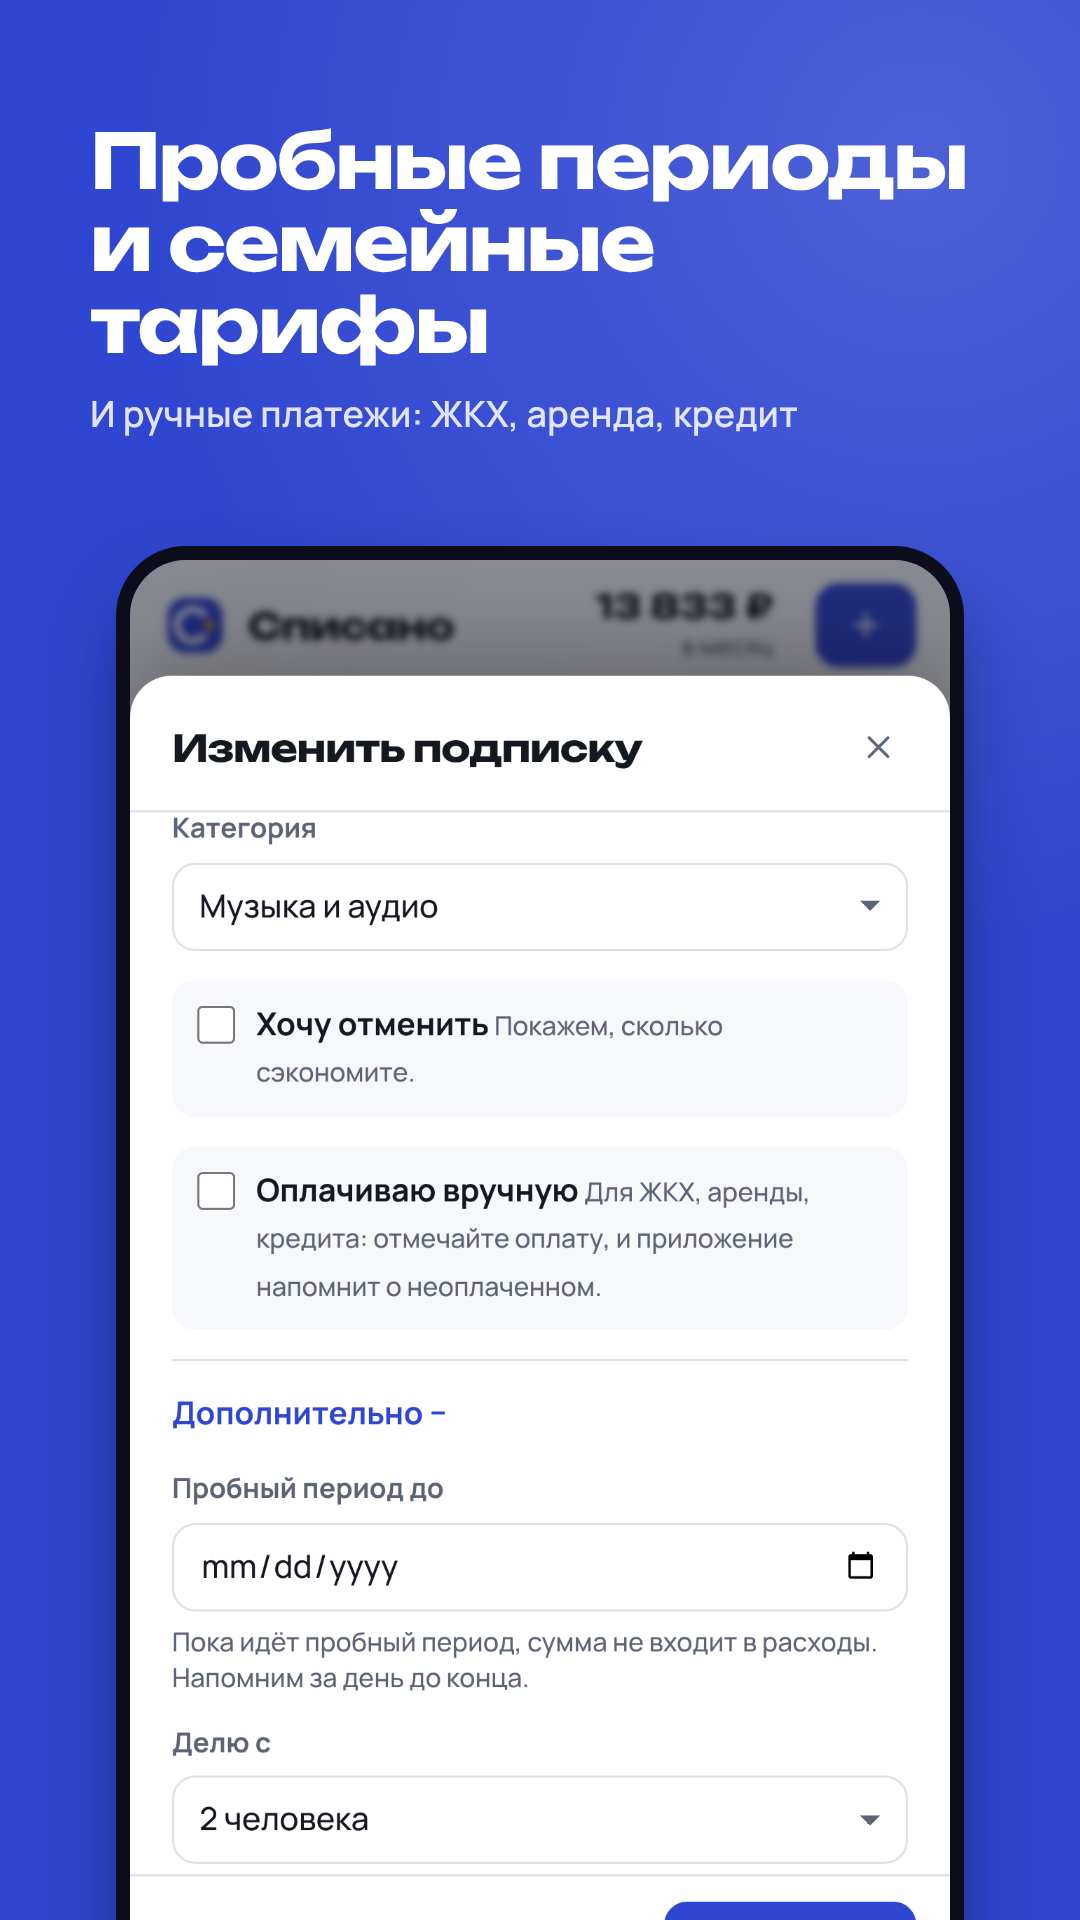 Пробные периоды
и семейные
тарифы
И ручные платежи: ЖКХ, аренда, кредит
Списано
13 833 ₽
в месяц
+
Изменить подписку
Категория
Музыка и аудио
Хочу отменить Покажем, сколько
сэкономите.
Оплачиваю вручную Для ЖКХ, аренды,
кредита: отмечайте оплату, и приложение
напомнит о неоплаченном.
Дополнительно −
Пробный период до
mm/dd/yyyy
Пока идёт пробный период, сумма не входит в расходы.
Напомним за день до конца.
Делю с
2 человека